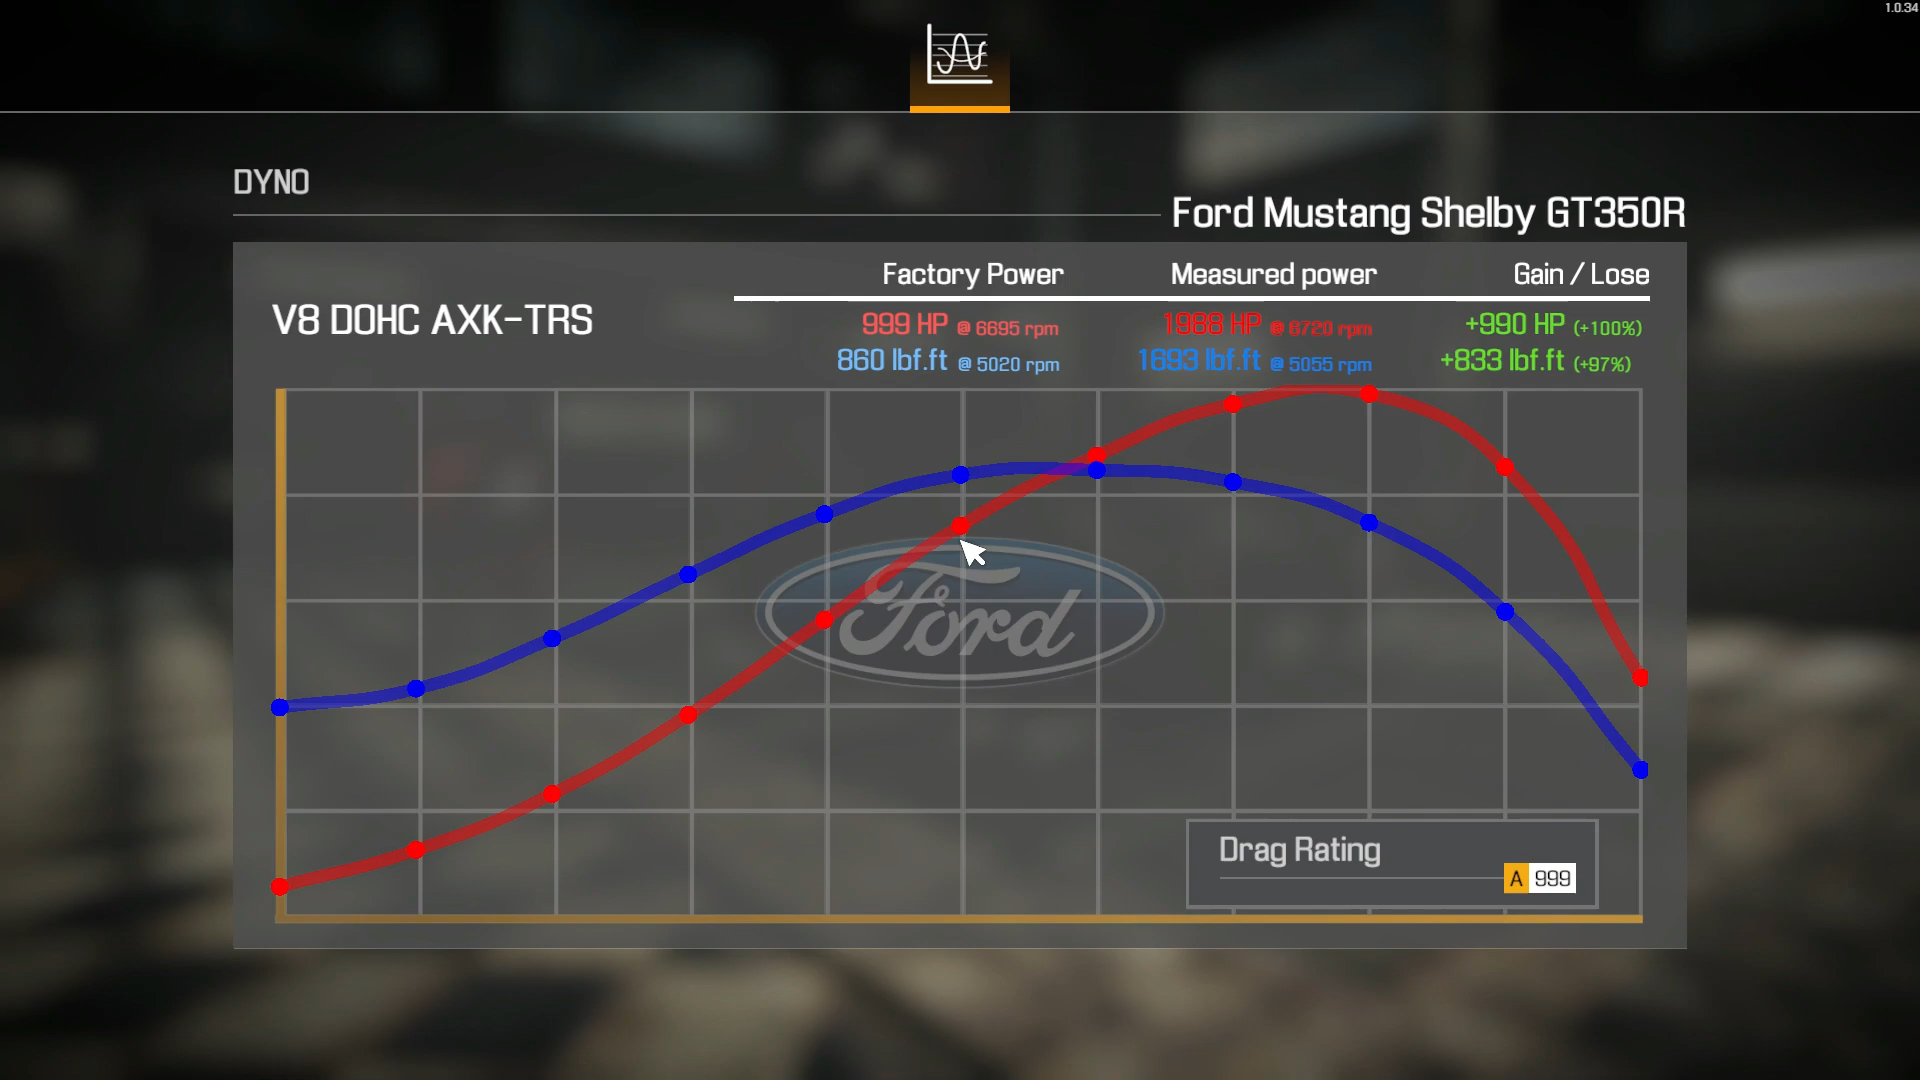 1.0.34
DYNO
Ford Mustang Shelby GT350R
Factory Power Measured power Gain / Lose
V8 DOHC AXK-TRS
999 HP @ 6695 rpm 1988 HP @ 6720 rpm +990 HP (+100%)
860 lbf.ft @ 5020 rpm 1693 lbf.ft @ 5055 rpm +833 lbf.ft (+97%)
Ford
Drag Rating
A 999